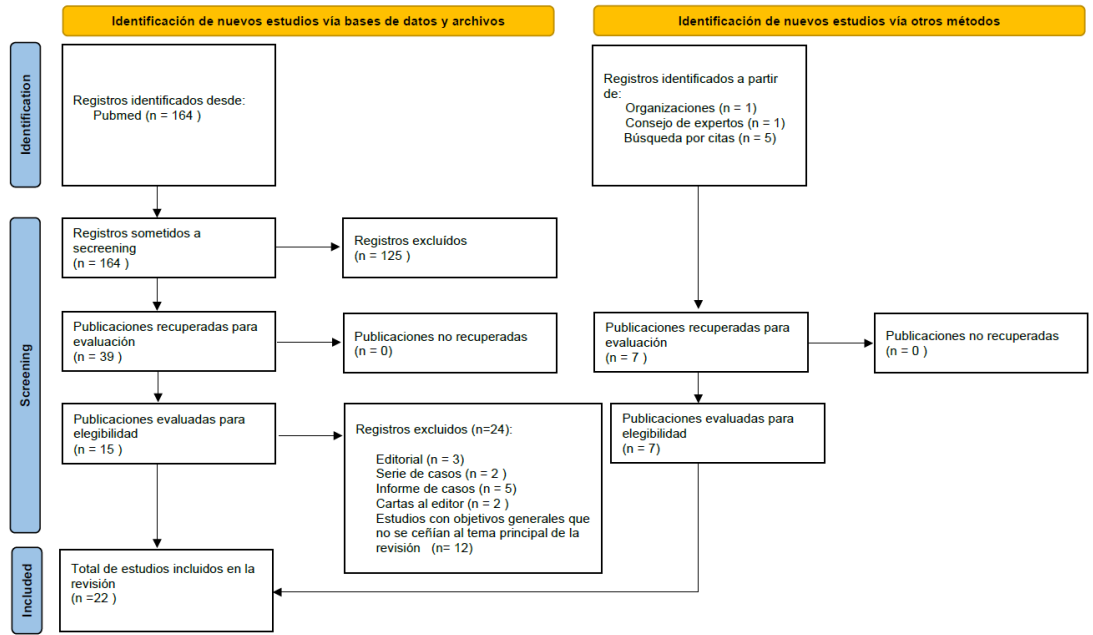 Identificación de nuevos estudios vía bases de datos y archivos
Identificación de nuevos estudios vía otros métodos
Identification
Registros identificados desde:
Pubmed (n = 164 )
Registros identificados a partir
de:
Organizaciones (n = 1)
Consejo de expertos (n = 1)
Búsqueda por citas (n = 5)
Screening
Registros sometidos a
secreening
(n = 164 )
Registros excluídos
(n = 125 )
Publicaciones recuperadas para
evaluación
(n = 39 )
Publicaciones no recuperadas
(n = 0)
Publicaciones recuperadas para
evaluación
(n = 7 )
Publicaciones no recuperadas
(n = 0 )
Publicaciones evaluadas para
elegibilidad
(n = 15 )
Registros excluidos (n=24):
Editorial (n = 3)
Serie de casos (n = 2 )
Informe de casos (n = 5)
Cartas al editor (n = 2 )
Estudios con objetivos generales que
no se ceñían al tema principal de la
revisión (n= 12)
Publicaciones evaluadas para
elegibilidad
(n = 7)
Included
Total de estudios incluidos en la
revisión
(n =22 )